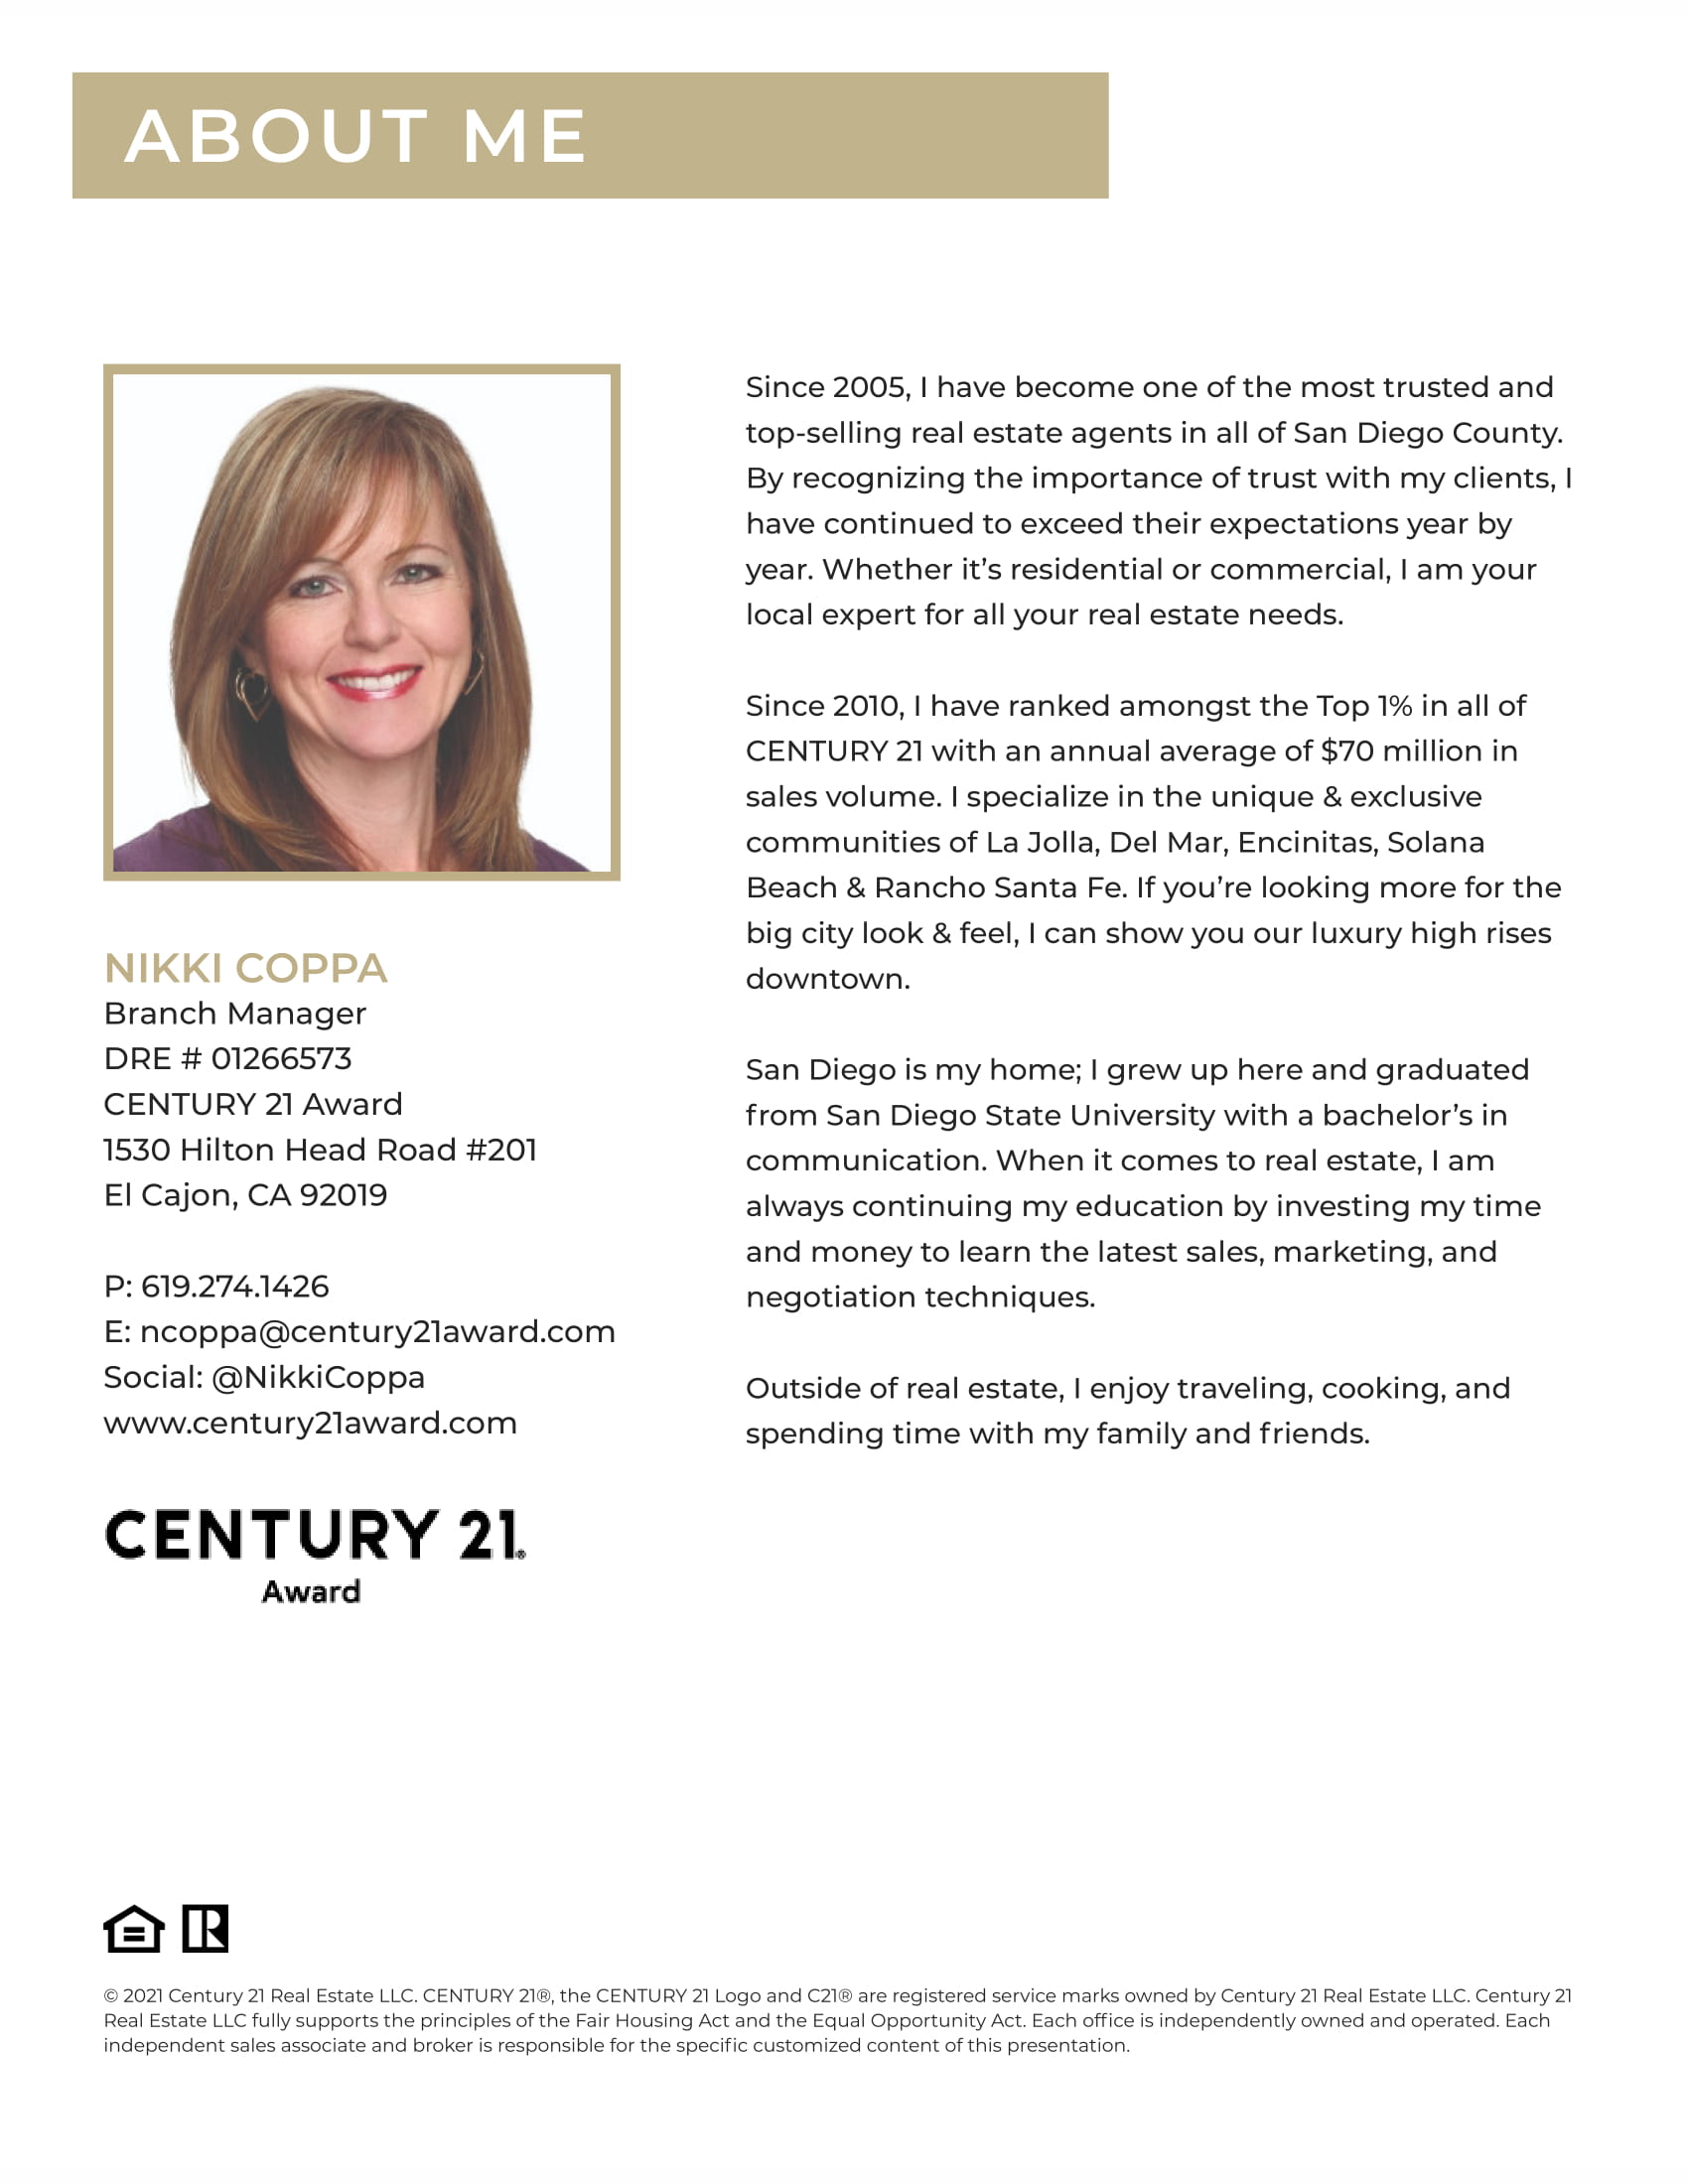 ABOUT ME
NIKKI COPPA
Branch Manager
DRE # 01266573
CENTURY 21 Award
1530 Hilton Head Road #201
El Cajon, CA 92019
P: 619.274.1426
E: ncoppa@century21award.com
Social: @NikkiCoppa
www.century21award.com
CENTURY 21®
Award
Since 2005, I have become one of the most trusted and
top-selling real estate agents in all of San Diego County.
By recognizing the importance of trust with my clients, I
have continued to exceed their expectations year by
year. Whether it’s residential or commercial, I am your
local expert for all your real estate needs.
Since 2010, I have ranked amongst the Top 1% in all of
CENTURY 21 with an annual average of $70 million in
sales volume. I specialize in the unique & exclusive
communities of La Jolla, Del Mar, Encinitas, Solana
Beach & Rancho Santa Fe. If you’re looking more for the
big city look & feel, I can show you our luxury high rises
downtown.
San Diego is my home; I grew up here and graduated
from San Diego State University with a bachelor’s in
communication. When it comes to real estate, I am
always continuing my education by investing my time
and money to learn the latest sales, marketing, and
negotiation techniques.
Outside of real estate, I enjoy traveling, cooking, and
spending time with my family and friends.
R
© 2021 Century 21 Real Estate LLC. CENTURY 21®, the CENTURY 21 Logo and C21® are registered service marks owned by Century 21 Real Estate LLC. Century 21
Real Estate LLC fully supports the principles of the Fair Housing Act and the Equal Opportunity Act. Each office is independently owned and operated. Each
independent sales associate and broker is responsible for the specific customized content of this presentation.